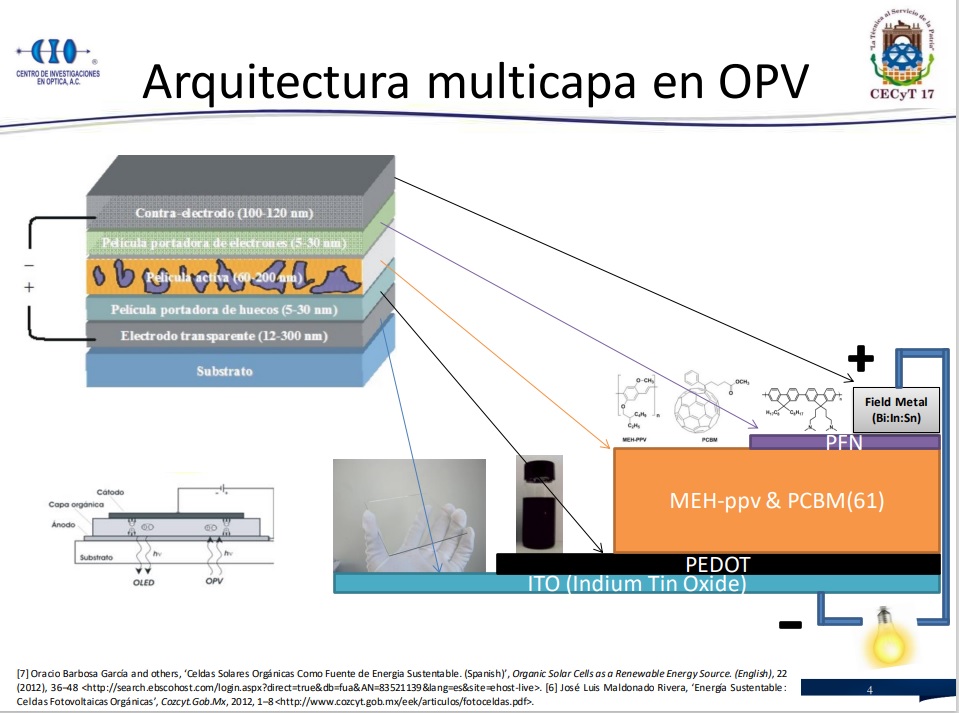 CIO
®
CENTRO DE INVESTIGACIONES
EN OPTICA, A.C.
"La Técnica al Servicio de la Patria"
CECyT 17
Arquitectura multicapa en OPV
Contra-electrodo (100-120 nm)
Película portadora de electrones (5-30 nm)
Película activa (60-200 nm)
Película portadora de huecos (5-30 nm)
Electrodo transparente (12-300 nm)
Substrato
−
+
+
Field Metal
(Bi:In:Sn)
O-CH₃
OCH₃
n
C₂H₅
C₄H₉
MEH-PPV
PCBM
PFN
MEH-ppv & PCBM(61)
PEDOT
ITO (Indium Tin Oxide)
−
Cátodo
Capa orgánica
Ánodo
Substrato
hv
hv
OLED
OPV
[7] Oracio Barbosa García and others, ‘Celdas Solares Orgánicas Como Fuente de Energia Sustentable. (Spanish)’, Organic Solar Cells as a Renewable Energy Source. (English), 22
(2012), 36–48 <http://search.ebscohost.com/login.aspx?direct=true&db=fua&AN=83521139&lang=es&site=ehost-live>. [6] José Luis Maldonado Rivera, ‘Energía Sustentable :
Celdas Fotovoltaicas Orgánicas’, Cozcyt.Gob.Mx, 2012, 1–8 <http://www.cozcyt.gob.mx/eek/articulos/fotoceldas.pdf>.
4